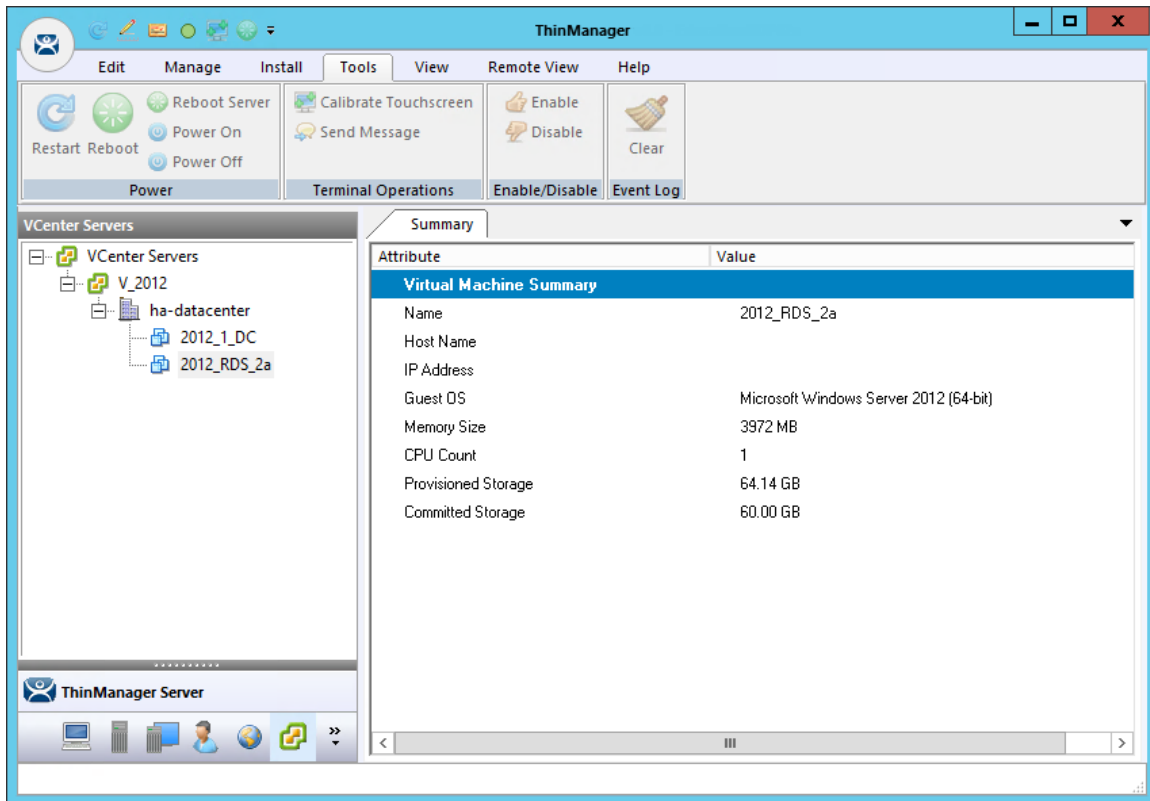 ThinManager
Edit Manage Install Tools View Remote View Help
Restart Reboot Reboot Server Power On Power Off
Calibrate Touchscreen Send Message
Enable Disable
Clear
Power Terminal Operations Enable/Disable Event Log
VCenter Servers
VCenter Servers
V_2012
ha-datacenter
2012_1_DC
2012_RDS_2a
ThinManager Server
Summary
Attribute Value
Virtual Machine Summary
Name 2012_RDS_2a
Host Name
IP Address
Guest OS Microsoft Windows Server 2012 (64-bit)
Memory Size 3972 MB
CPU Count 1
Provisioned Storage 64.14 GB
Committed Storage 60.00 GB